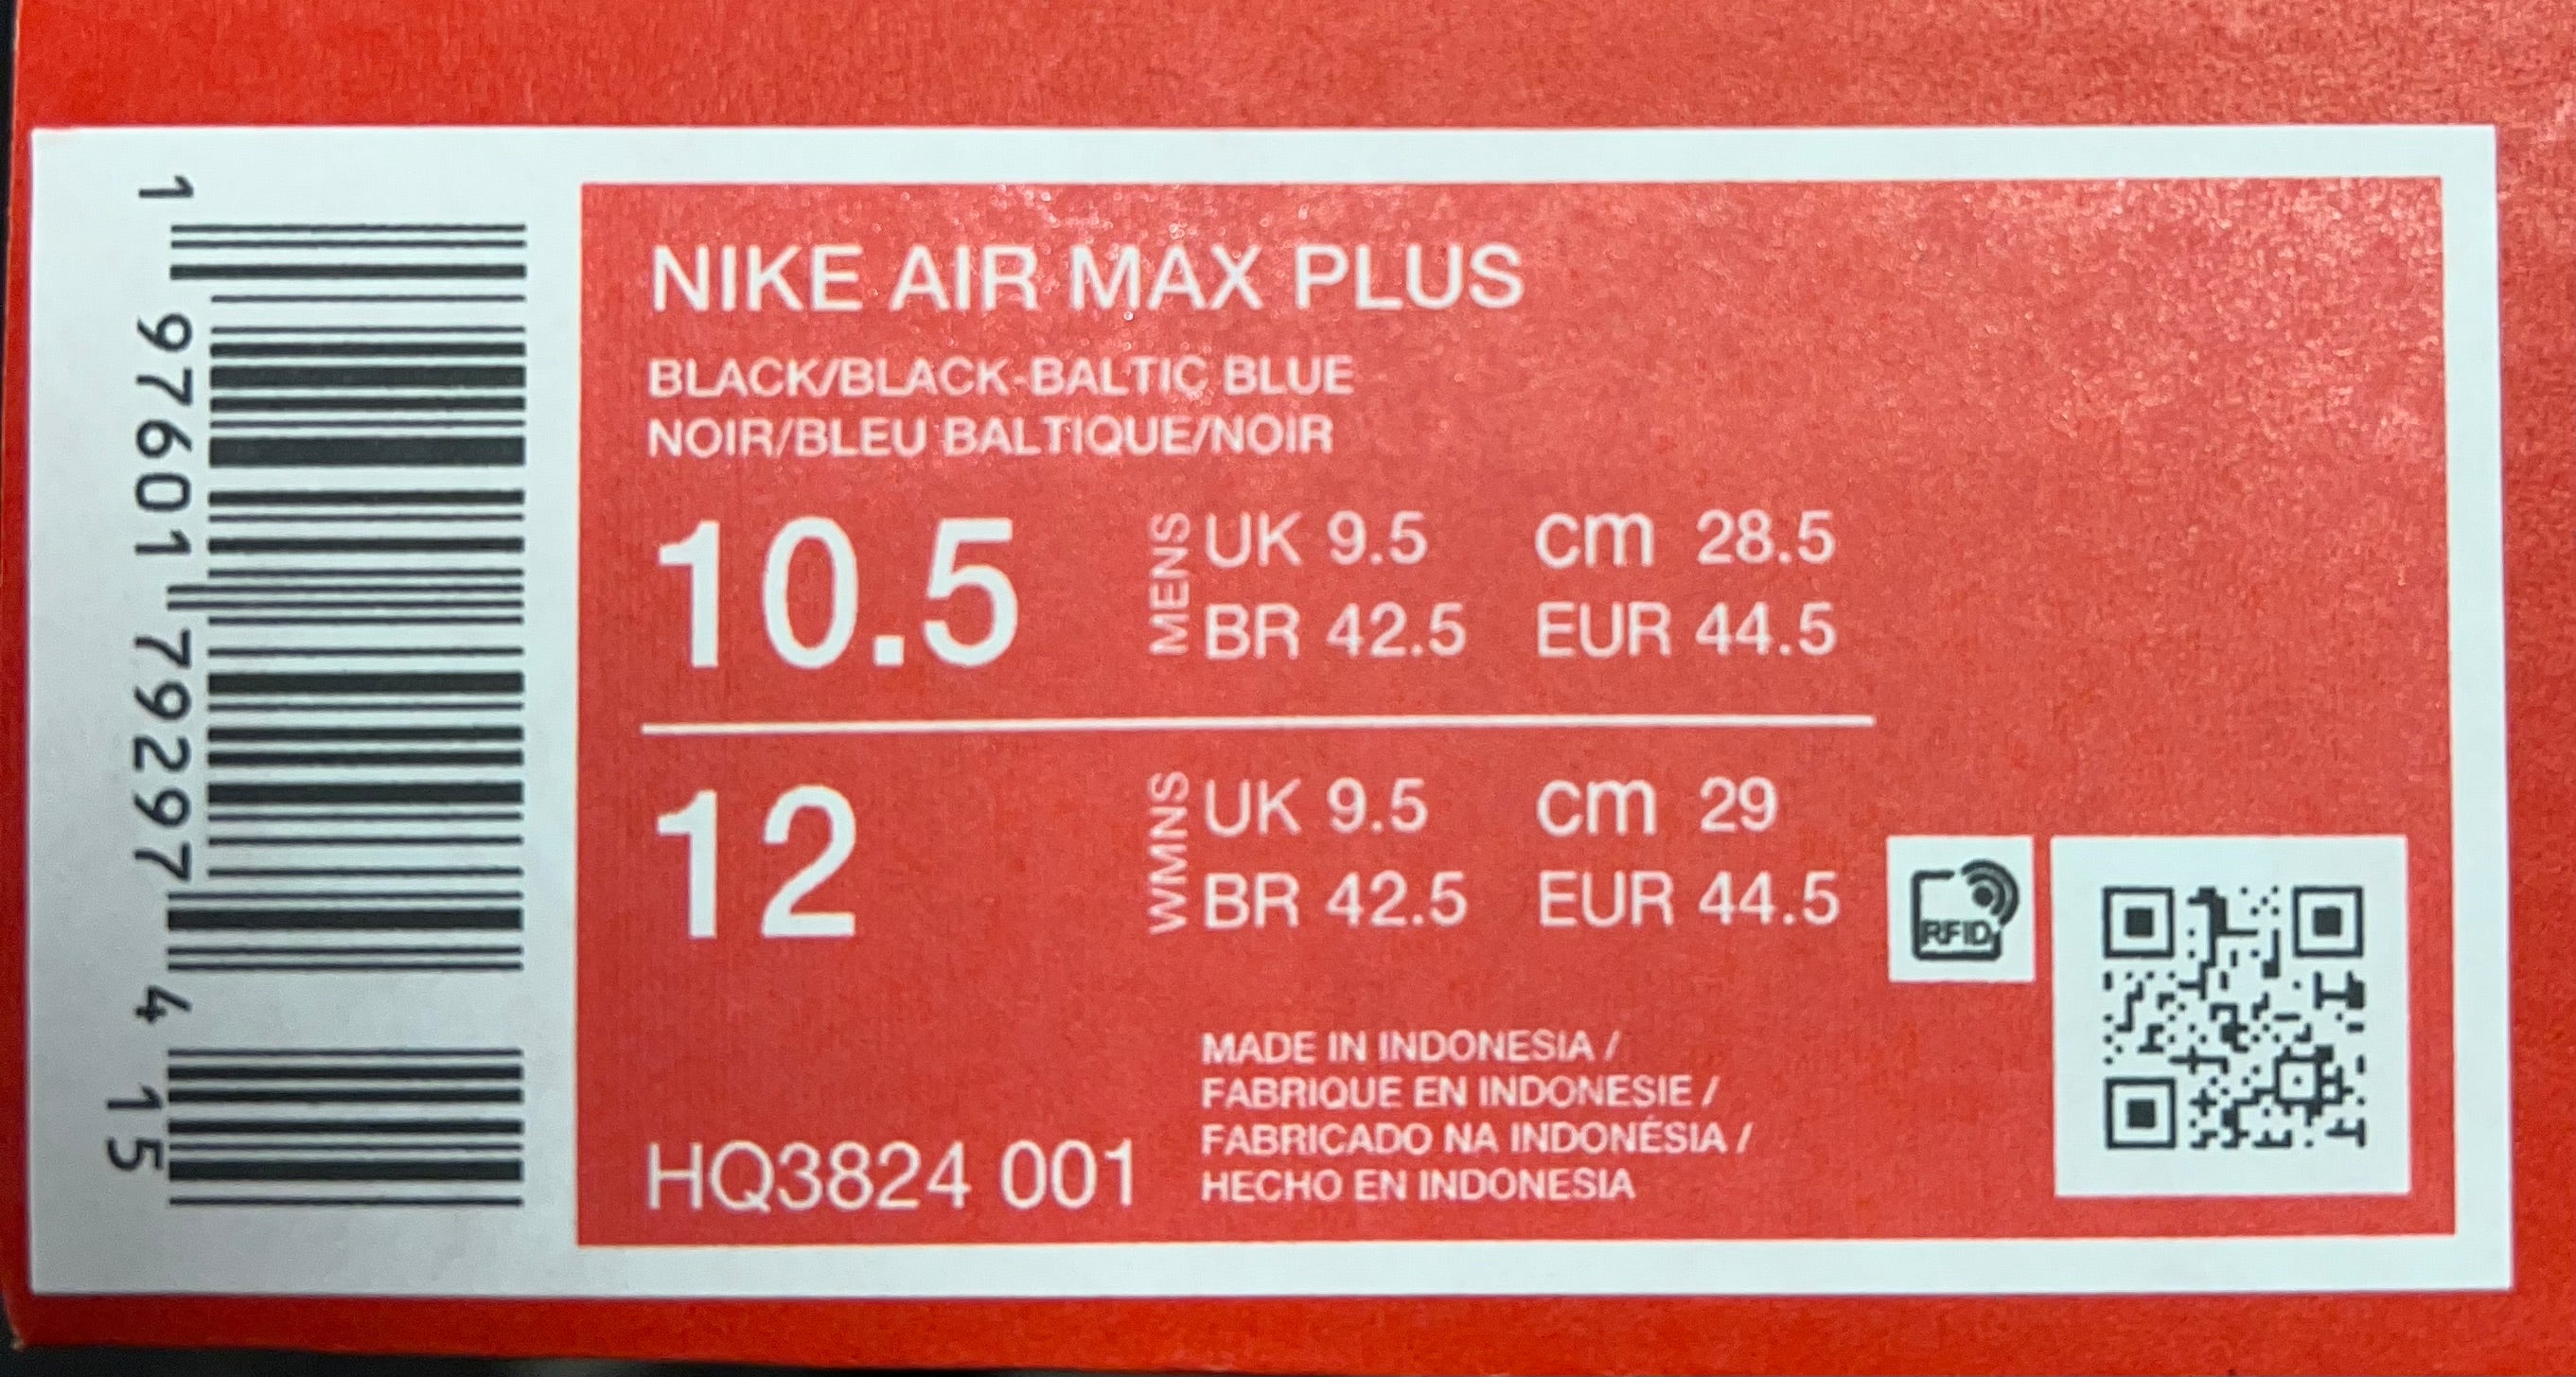 1 97601 79297 4 15
NIKE AIR MAX PLUS
BLACK/BLACK-BALTIC BLUE
NOIR/BLEU BALTIQUE/NOIR
10.5
MENS
UK 9.5 cm 28.5
BR 42.5 EUR 44.5
12
WMNS
UK 9.5 cm 29
BR 42.5 EUR 44.5
RFID
MADE IN INDONESIA /
FABRIQUE EN INDONESIE /
FABRICADO NA INDONÉSIA /
HECHO EN INDONESIA
HQ3824 001